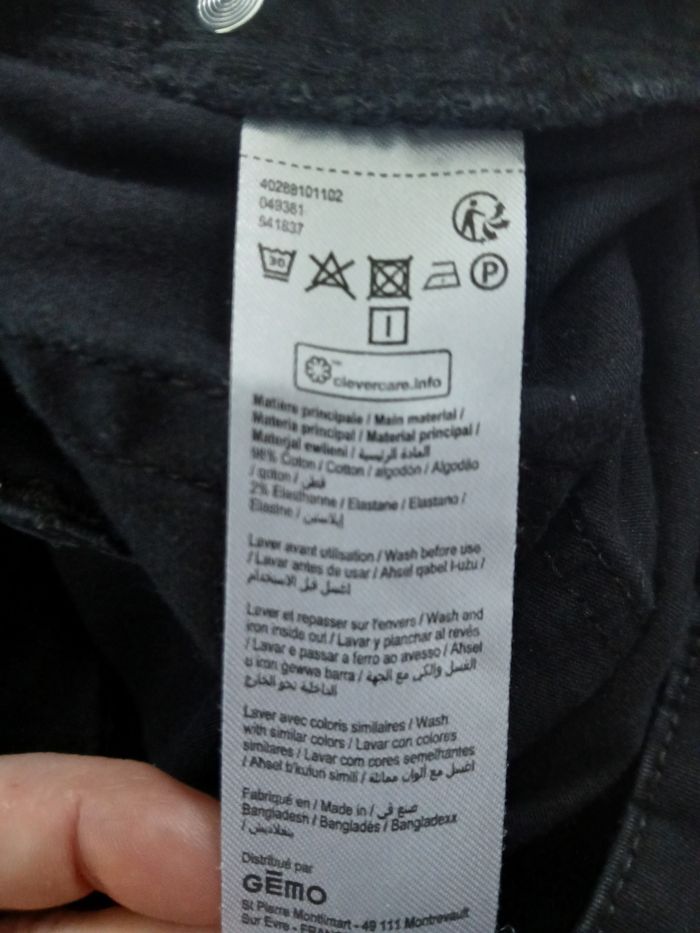 40288101102
049381
541837
30
P
I
clevercare.info
Matière principale / Main material /
Materia principal / Material principal /
Materjal ewlieni / المادة الرئيسية
98% Coton / Cotton / algodón / Algodão
/ qoton / قطن
2% Elasthanne / Elastane / Elastano /
Elastine / إيلاستين
Laver avant utilisation / Wash before use
/ Lavar antes de usar / Aħsel qabel l-użu /
اغسل قبل الاستخدام
Laver et repasser sur l'envers / Wash and
iron inside out / Lavar y planchar al revés
/ Lavar e passar a ferro ao avesso / Aħsel
u iron ġewwa barra / الغسل والكي مع الجهة
الداخلية نحو الخارج
Laver avec coloris similaires / Wash
with similar colors / Lavar con colores
similares / Lavar com cores semelhantes
/ Aħsel b'kuluri simili / اغسل مع ألوان مماثلة
Fabriqué en / Made in / صنع في
Bangladesh / Bangladés / Bangladexx
/ بنغلاديش
Distribué par
GĒMO
St Pierre Montlimart - 49 111 Montrevault
Sur Evre - FRAN